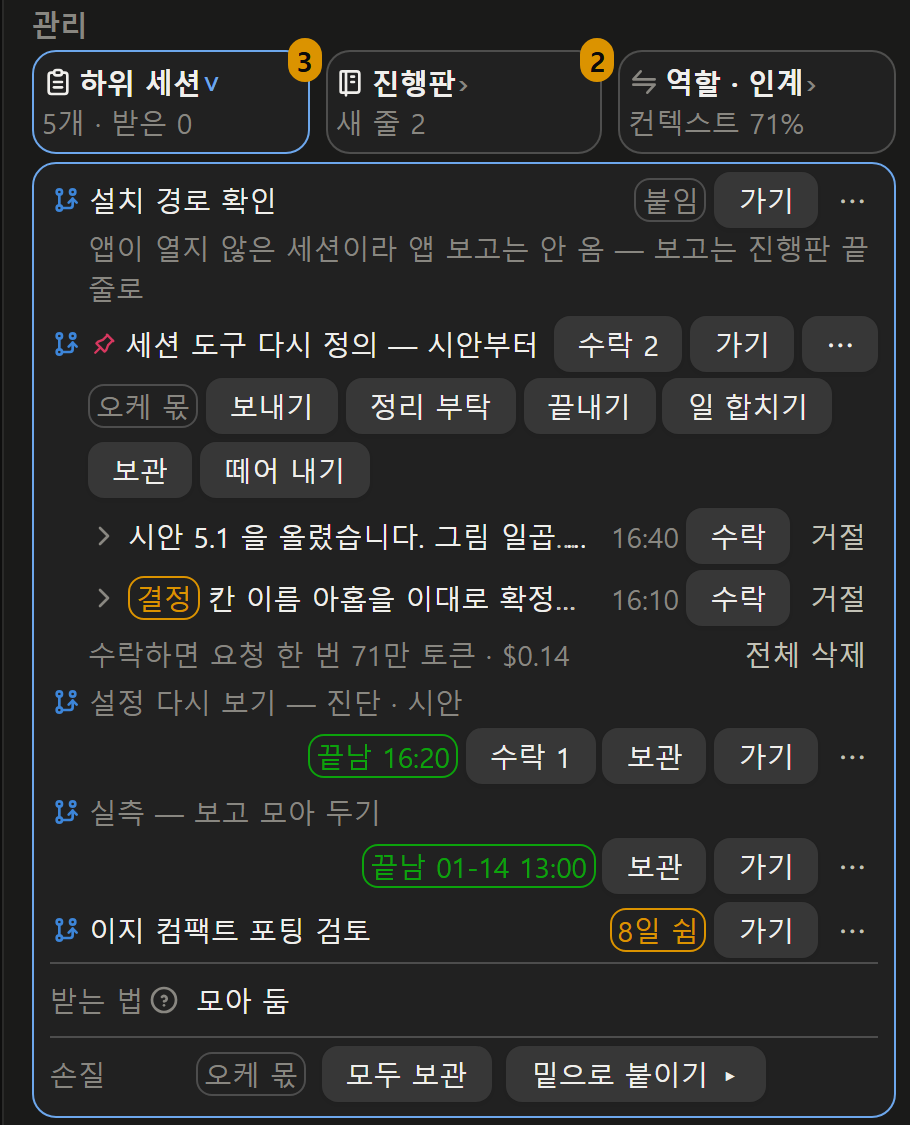 관리
3
2
하위 세션˅
진행판›
역할 · 인계›
5개 · 받은 0
새 줄 2
컨텍스트 71%
설치 경로 확인 붙임 가기 ···
앱이 열지 않은 세션이라 앱 보고는 안 옴 — 보고는 진행판 끝
줄로
세션 도구 다시 정의 — 시안부터 수락 2 가기 ···
오케 몫 보내기 정리 부탁 끝내기 일 합치기
보관 떼어 내기
시안 5.1 을 올렸습니다. 그림 일곱…… 16:40 수락 거절
결정 칸 이름 아홉을 이대로 확정… 16:10 수락 거절
수락하면 요청 한 번 71만 토큰 · $0.14 전체 삭제
설정 다시 보기 — 진단 · 시안
끝남 16:20 수락 1 보관 가기 ···
실측 — 보고 모아 두기
끝남 01-14 13:00 보관 가기 ···
이지 컴팩트 포팅 검토 8일 쉼 가기 ···
받는 법 ? 모아 둠
손질 오케 몫 모두 보관 밑으로 붙이기 ▸